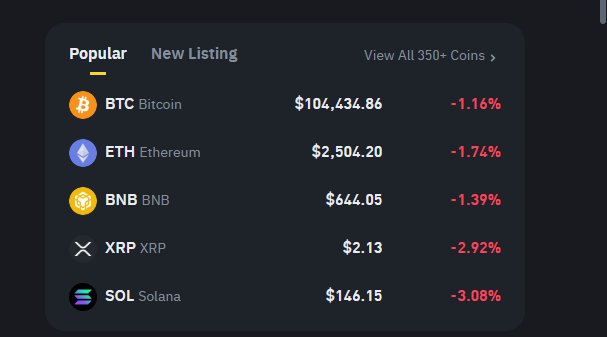 Popular New Listing View All 350+ Coins >
BTC Bitcoin $104,434.86 -1.16%
ETH Ethereum $2,504.20 -1.74%
BNB BNB $644.05 -1.39%
XRP XRP $2.13 -2.92%
SOL Solana $146.15 -3.08%